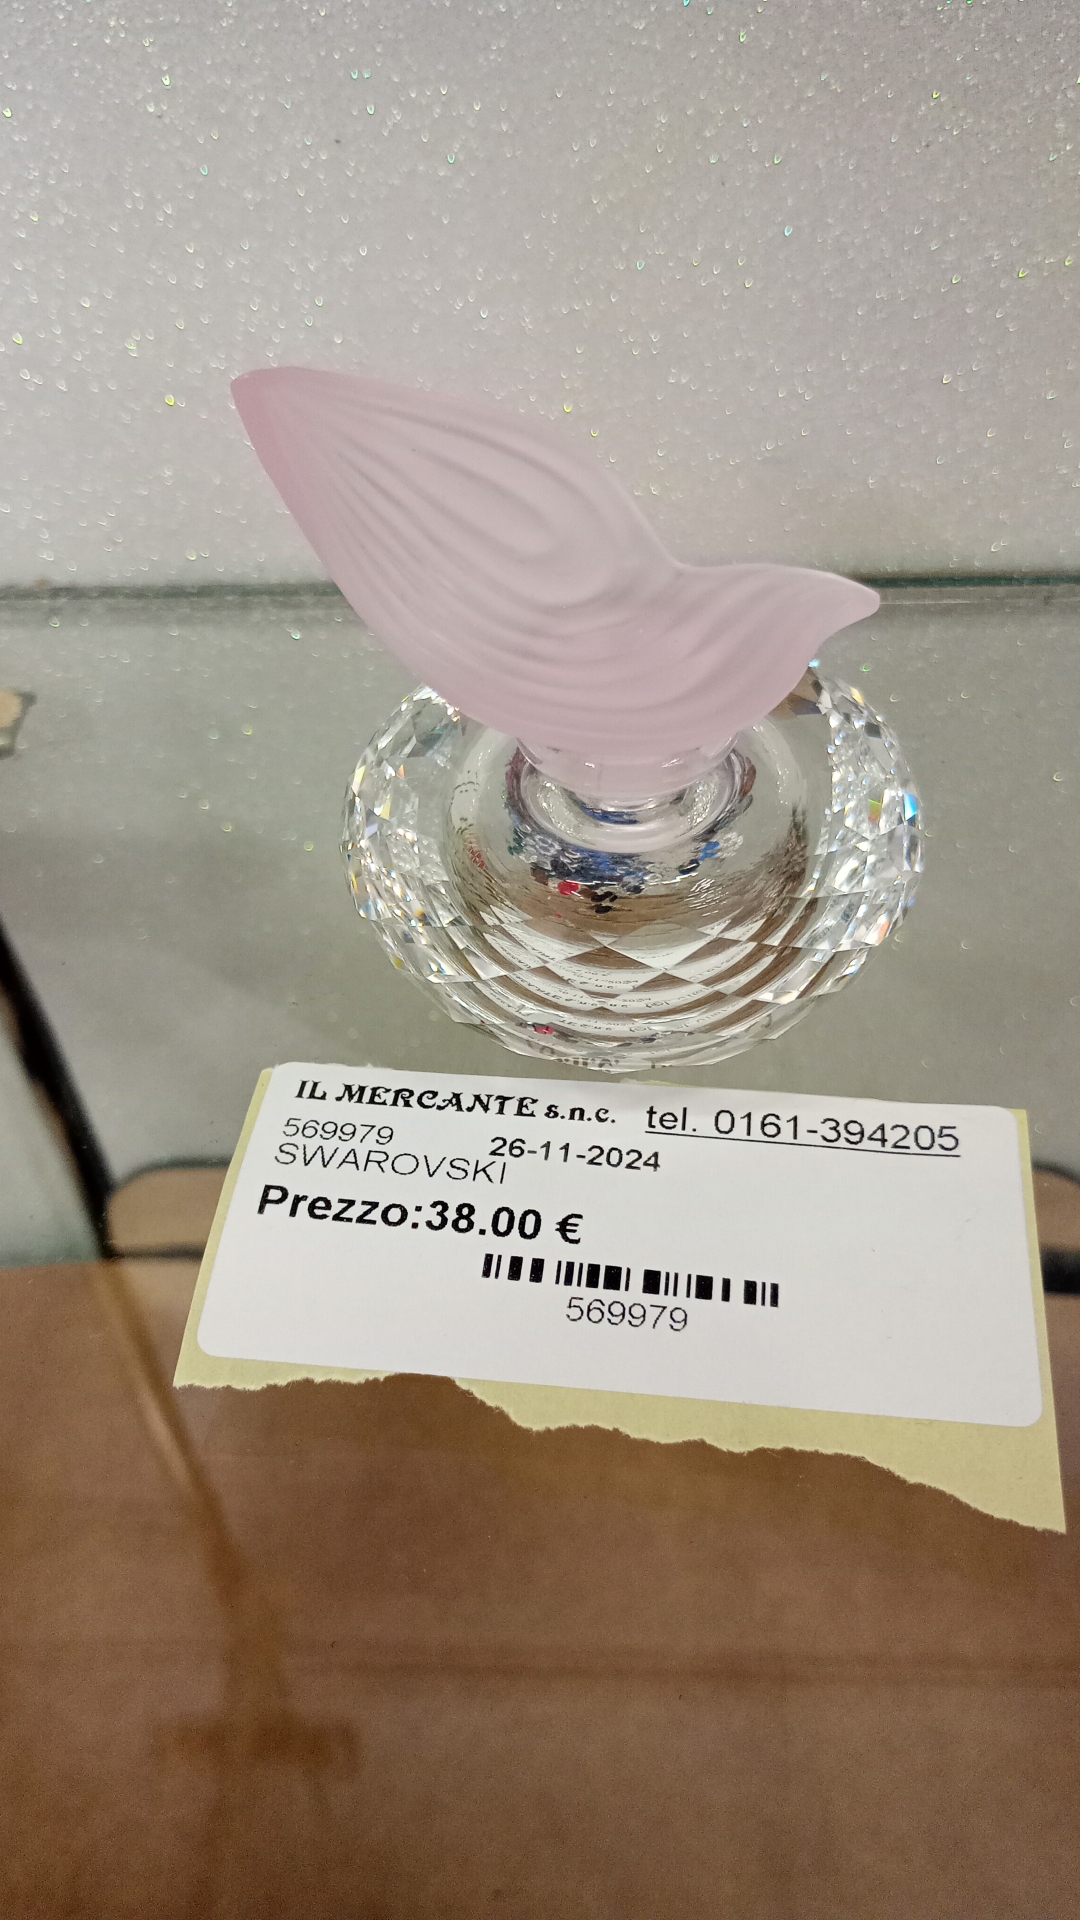 IL MERCANTE s.n.c. tel. 0161-394205
569979 26-11-2024
SWAROVSKI
Prezzo:38.00 €
569979